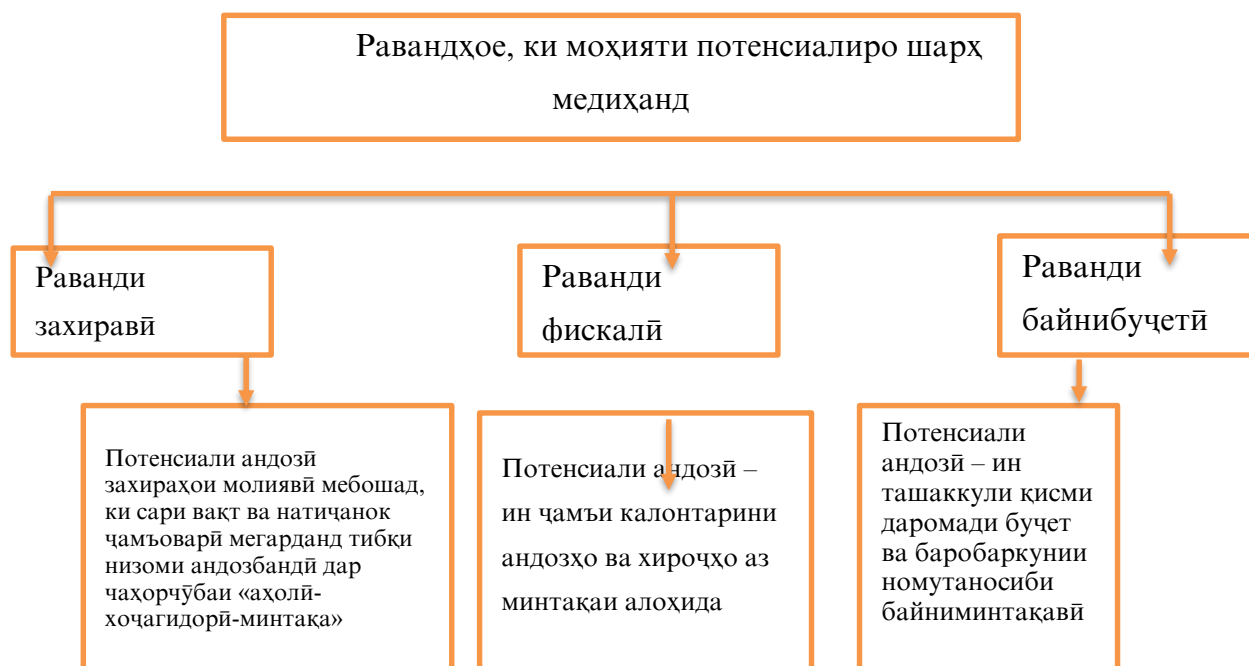 Равандҳое, ки моҳияти потенсиалиро шарҳ
медиҳанд
Раванди
захиравӣ
Раванди
фискалӣ
Раванди
байнибуҷетӣ
Потенсиали андозӣ
захираҳои молиявӣ мебошад,
ки сари вақт ва натиҷанок
ҷамъоварӣ мегарданд тибқи
низоми андозбандӣ дар
чаҳорчӯбаи «аҳолӣ-
хоҷагидорӣ-минтақа»
Потенсиали андозӣ –
ин ҷамъи калонтарини
андозҳо ва хироҷҳо аз
минтақаи алоҳида
Потенсиали
андозӣ – ин
ташаккули қисми
даромади буҷет
ва баробаркунии
номутаносиби
байниминтақавӣ